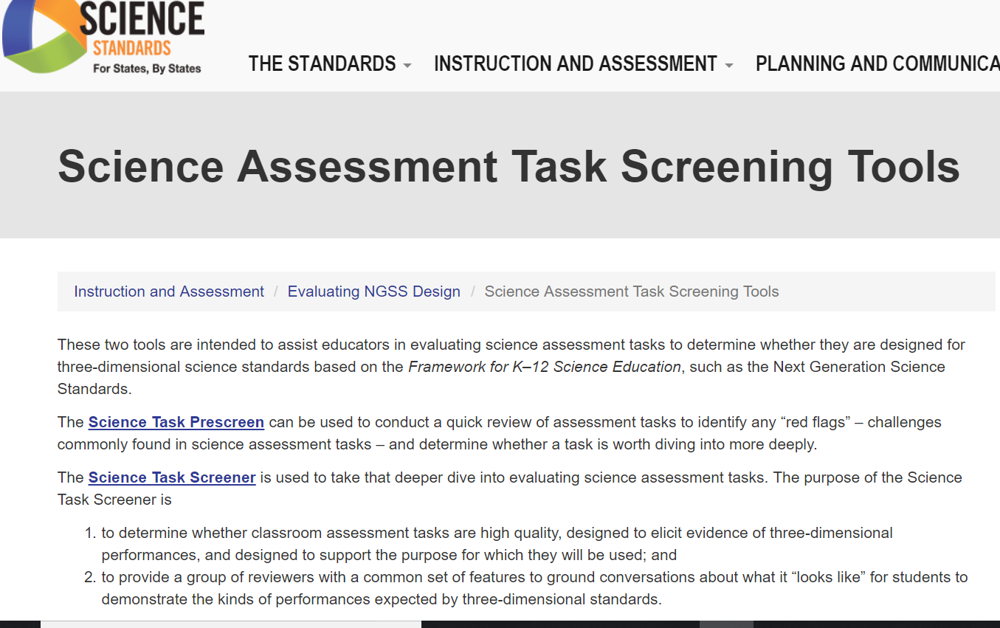 SCIENCE
STANDARDS
For States, By States
THE STANDARDS INSTRUCTION AND ASSESSMENT PLANNING AND COMMUNICA
Science Assessment Task Screening Tools
Instruction and Assessment / Evaluating NGSS Design / Science Assessment Task Screening Tools
These two tools are intended to assist educators in evaluating science assessment tasks to determine whether they are designed for
three-dimensional science standards based on the Framework for K–12 Science Education, such as the Next Generation Science
Standards.
The Science Task Prescreen can be used to conduct a quick review of assessment tasks to identify any “red flags” – challenges
commonly found in science assessment tasks – and determine whether a task is worth diving into more deeply.
The Science Task Screener is used to take that deeper dive into evaluating science assessment tasks. The purpose of the Science
Task Screener is
1. to determine whether classroom assessment tasks are high quality, designed to elicit evidence of three-dimensional
performances, and designed to support the purpose for which they will be used; and
2. to provide a group of reviewers with a common set of features to ground conversations about what it “looks like” for students to
demonstrate the kinds of performances expected by three-dimensional standards.